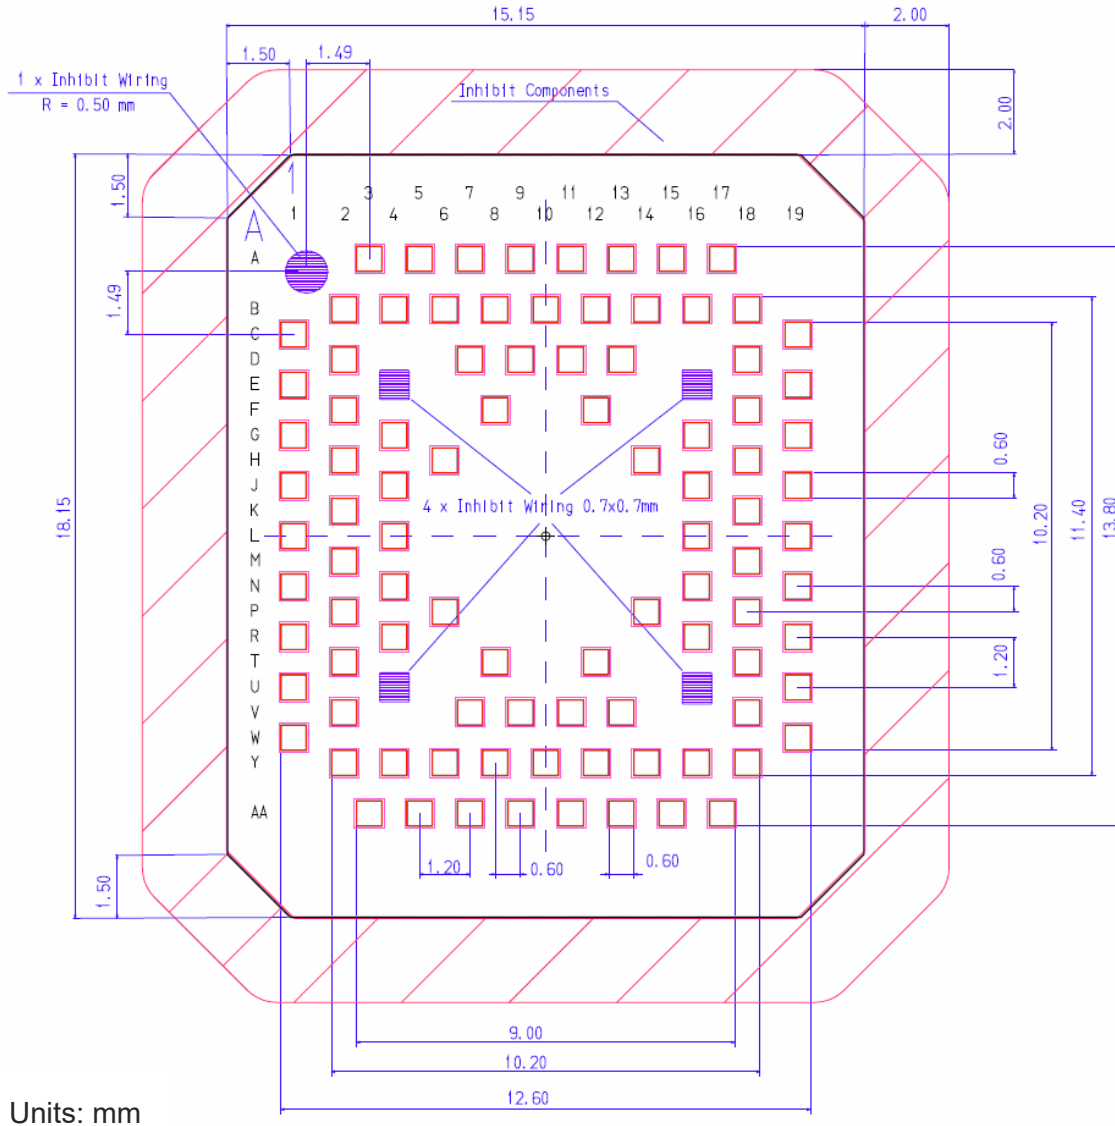 15.15
2.00
1.50
1.49
1 x Inhibit Wiring
R = 0.50 mm
Inhibit Components
2.00
1.50
3 5 7 9 11 13 15 17
1 2 4 6 8 10 12 14 16 18 19
A
A
1.49
B
C
D
E
F
G
H
J
K
L
M
N
P
R
T
U
V
W
Y
AA
4 x Inhibit Wiring 0.7x0.7mm
18.15
0.60
10.20
11.40
13.80
0.60
1.20
1.50
1.20
0.60
0.60
9.00
10.20
12.60
Units: mm